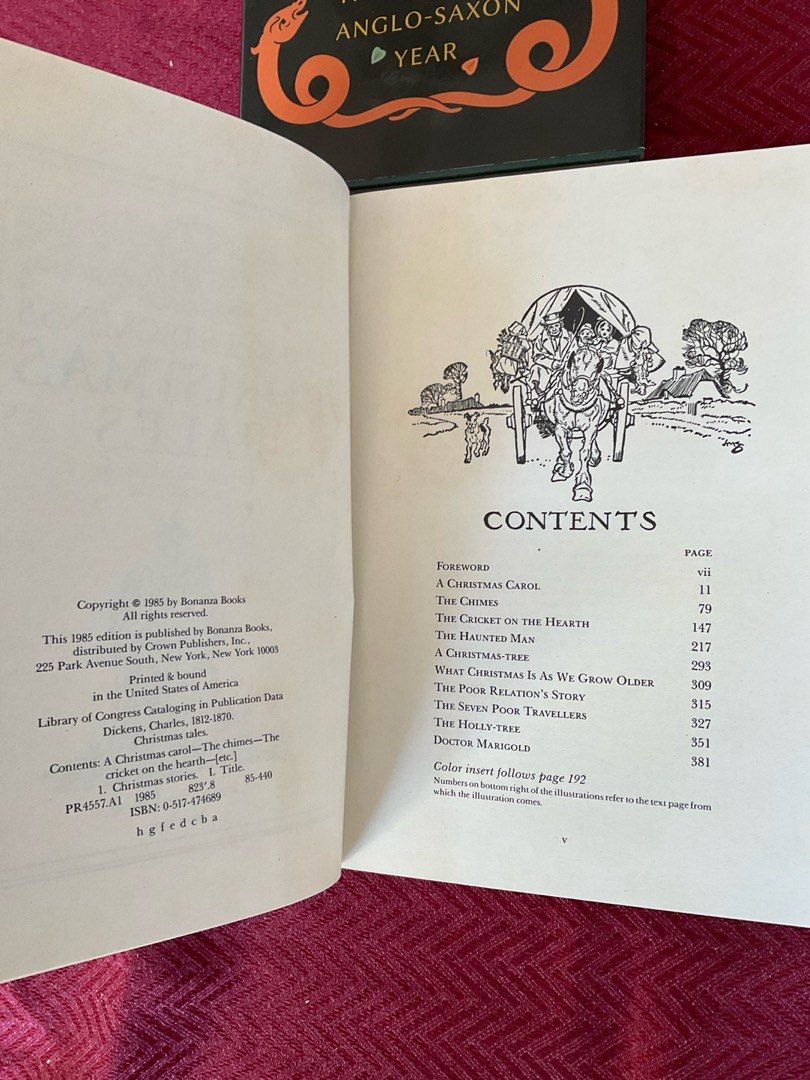 ANGLO-SAXON
YEAR
Copyright © 1985 by Bonanza Books
All rights reserved.
This 1985 edition is published by Bonanza Books,
distributed by Crown Publishers, Inc.,
225 Park Avenue South, New York, New York 10003
Printed & bound
in the United States of America
Library of Congress Cataloging in Publication Data
Dickens, Charles, 1812-1870.
Christmas tales.
Contents: A Christmas carol—The chimes—The
cricket on the hearth—[etc.]
1. Christmas stories. I. Title.
PR4557.A1 1985 823'.8 85-440
ISBN: 0-517-474689
h g f e d c b a
CONTENTS
PAGE
FOREWORD vii
A CHRISTMAS CAROL 11
THE CHIMES 79
THE CRICKET ON THE HEARTH 147
THE HAUNTED MAN 217
A CHRISTMAS-TREE 293
WHAT CHRISTMAS IS AS WE GROW OLDER 309
THE POOR RELATION'S STORY 315
THE SEVEN POOR TRAVELLERS 327
THE HOLLY-TREE 351
DOCTOR MARIGOLD 381
Color insert follows page 192
Numbers on bottom right of the illustrations refer to the text page from
which the illustration comes.
v